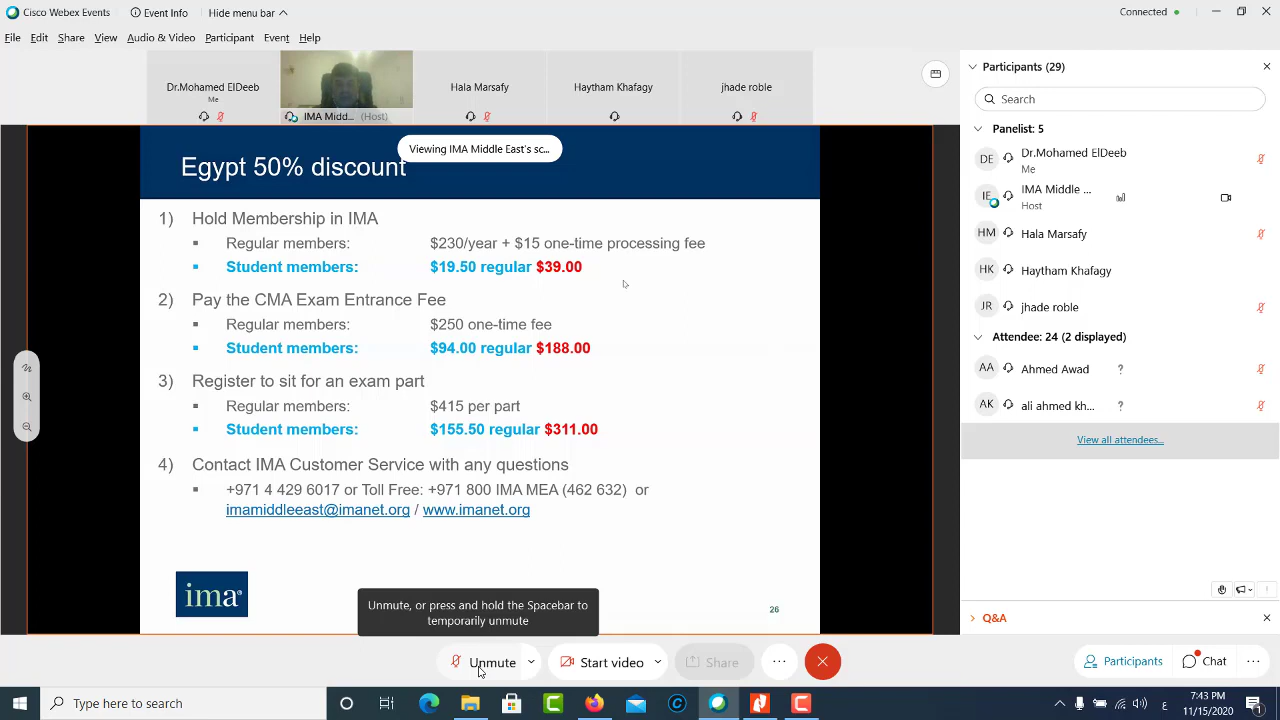 Cisco Webex Events
Event Info
Hide menu bar
File Edit Share View Audio & Video Participant Event Help
Dr.Mohamed ElDeeb
Me
IMA Midd... (Host)
Hala Marsafy
Haytham Khafagy
jhade roble
Viewing IMA Middle East's sc...
Connected
Participants (29)
Search
Panelist: 5
DE Dr.Mohamed ElDeeb
Me
IE IMA Middle ...
Host
HM Hala Marsafy
HK Haytham Khafagy
JR jhade roble
Attendee: 24 (2 displayed)
AA Ahmed Awad ?
AK ali ahmed kh... ?
View all attendees...
Q&A
Egypt 50% discount
1) Hold Membership in IMA
Regular members: $230/year + $15 one-time processing fee
Student members: $19.50 regular $39.00
2) Pay the CMA Exam Entrance Fee
Regular members: $250 one-time fee
Student members: $94.00 regular $188.00
3) Register to sit for an exam part
Regular members: $415 per part
Student members: $155.50 regular $311.00
4) Contact IMA Customer Service with any questions
+971 4 429 6017 or Toll Free: +971 800 IMA MEA (462 632) or
imamiddleeast@imanet.org / www.imanet.org
ima®
26
Unmute, or press and hold the Spacebar to
temporarily unmute
Unmute
Start video
Share
Participants
Chat
Type here to search
7:43 PM
11/15/2020